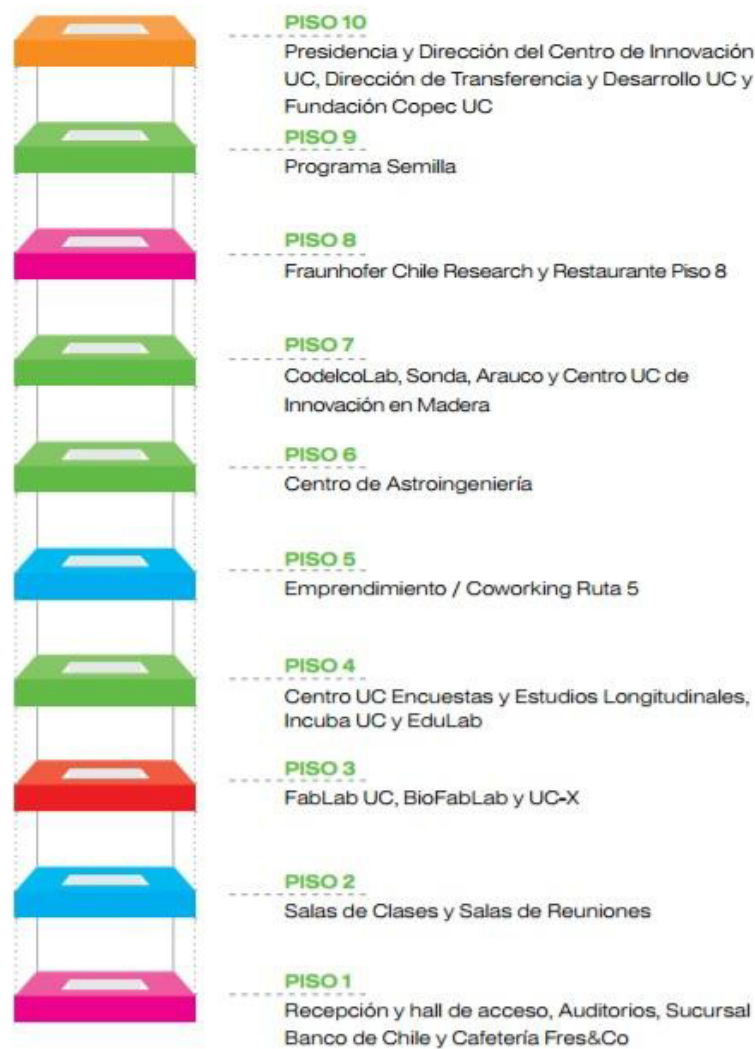 PISO 10
Presidencia y Dirección del Centro de Innovación
UC, Dirección de Transferencia y Desarrollo UC y
Fundación Copec UC
PISO 9
Programa Semilla
PISO 8
Fraunhofer Chile Research y Restaurante Piso 8
PISO 7
CodelcoLab, Sonda, Arauco y Centro UC de
Innovación en Madera
PISO 6
Centro de Astroingeniería
PISO 5
Emprendimiento / Coworking Ruta 5
PISO 4
Centro UC Encuestas y Estudios Longitudinales,
Incuba UC y EduLab
PISO 3
FabLab UC, BioFabLab y UC-X
PISO 2
Salas de Clases y Salas de Reuniones
PISO 1
Recepción y hall de acceso, Auditorios, Sucursal
Banco de Chile y Cafetería Fres&Co